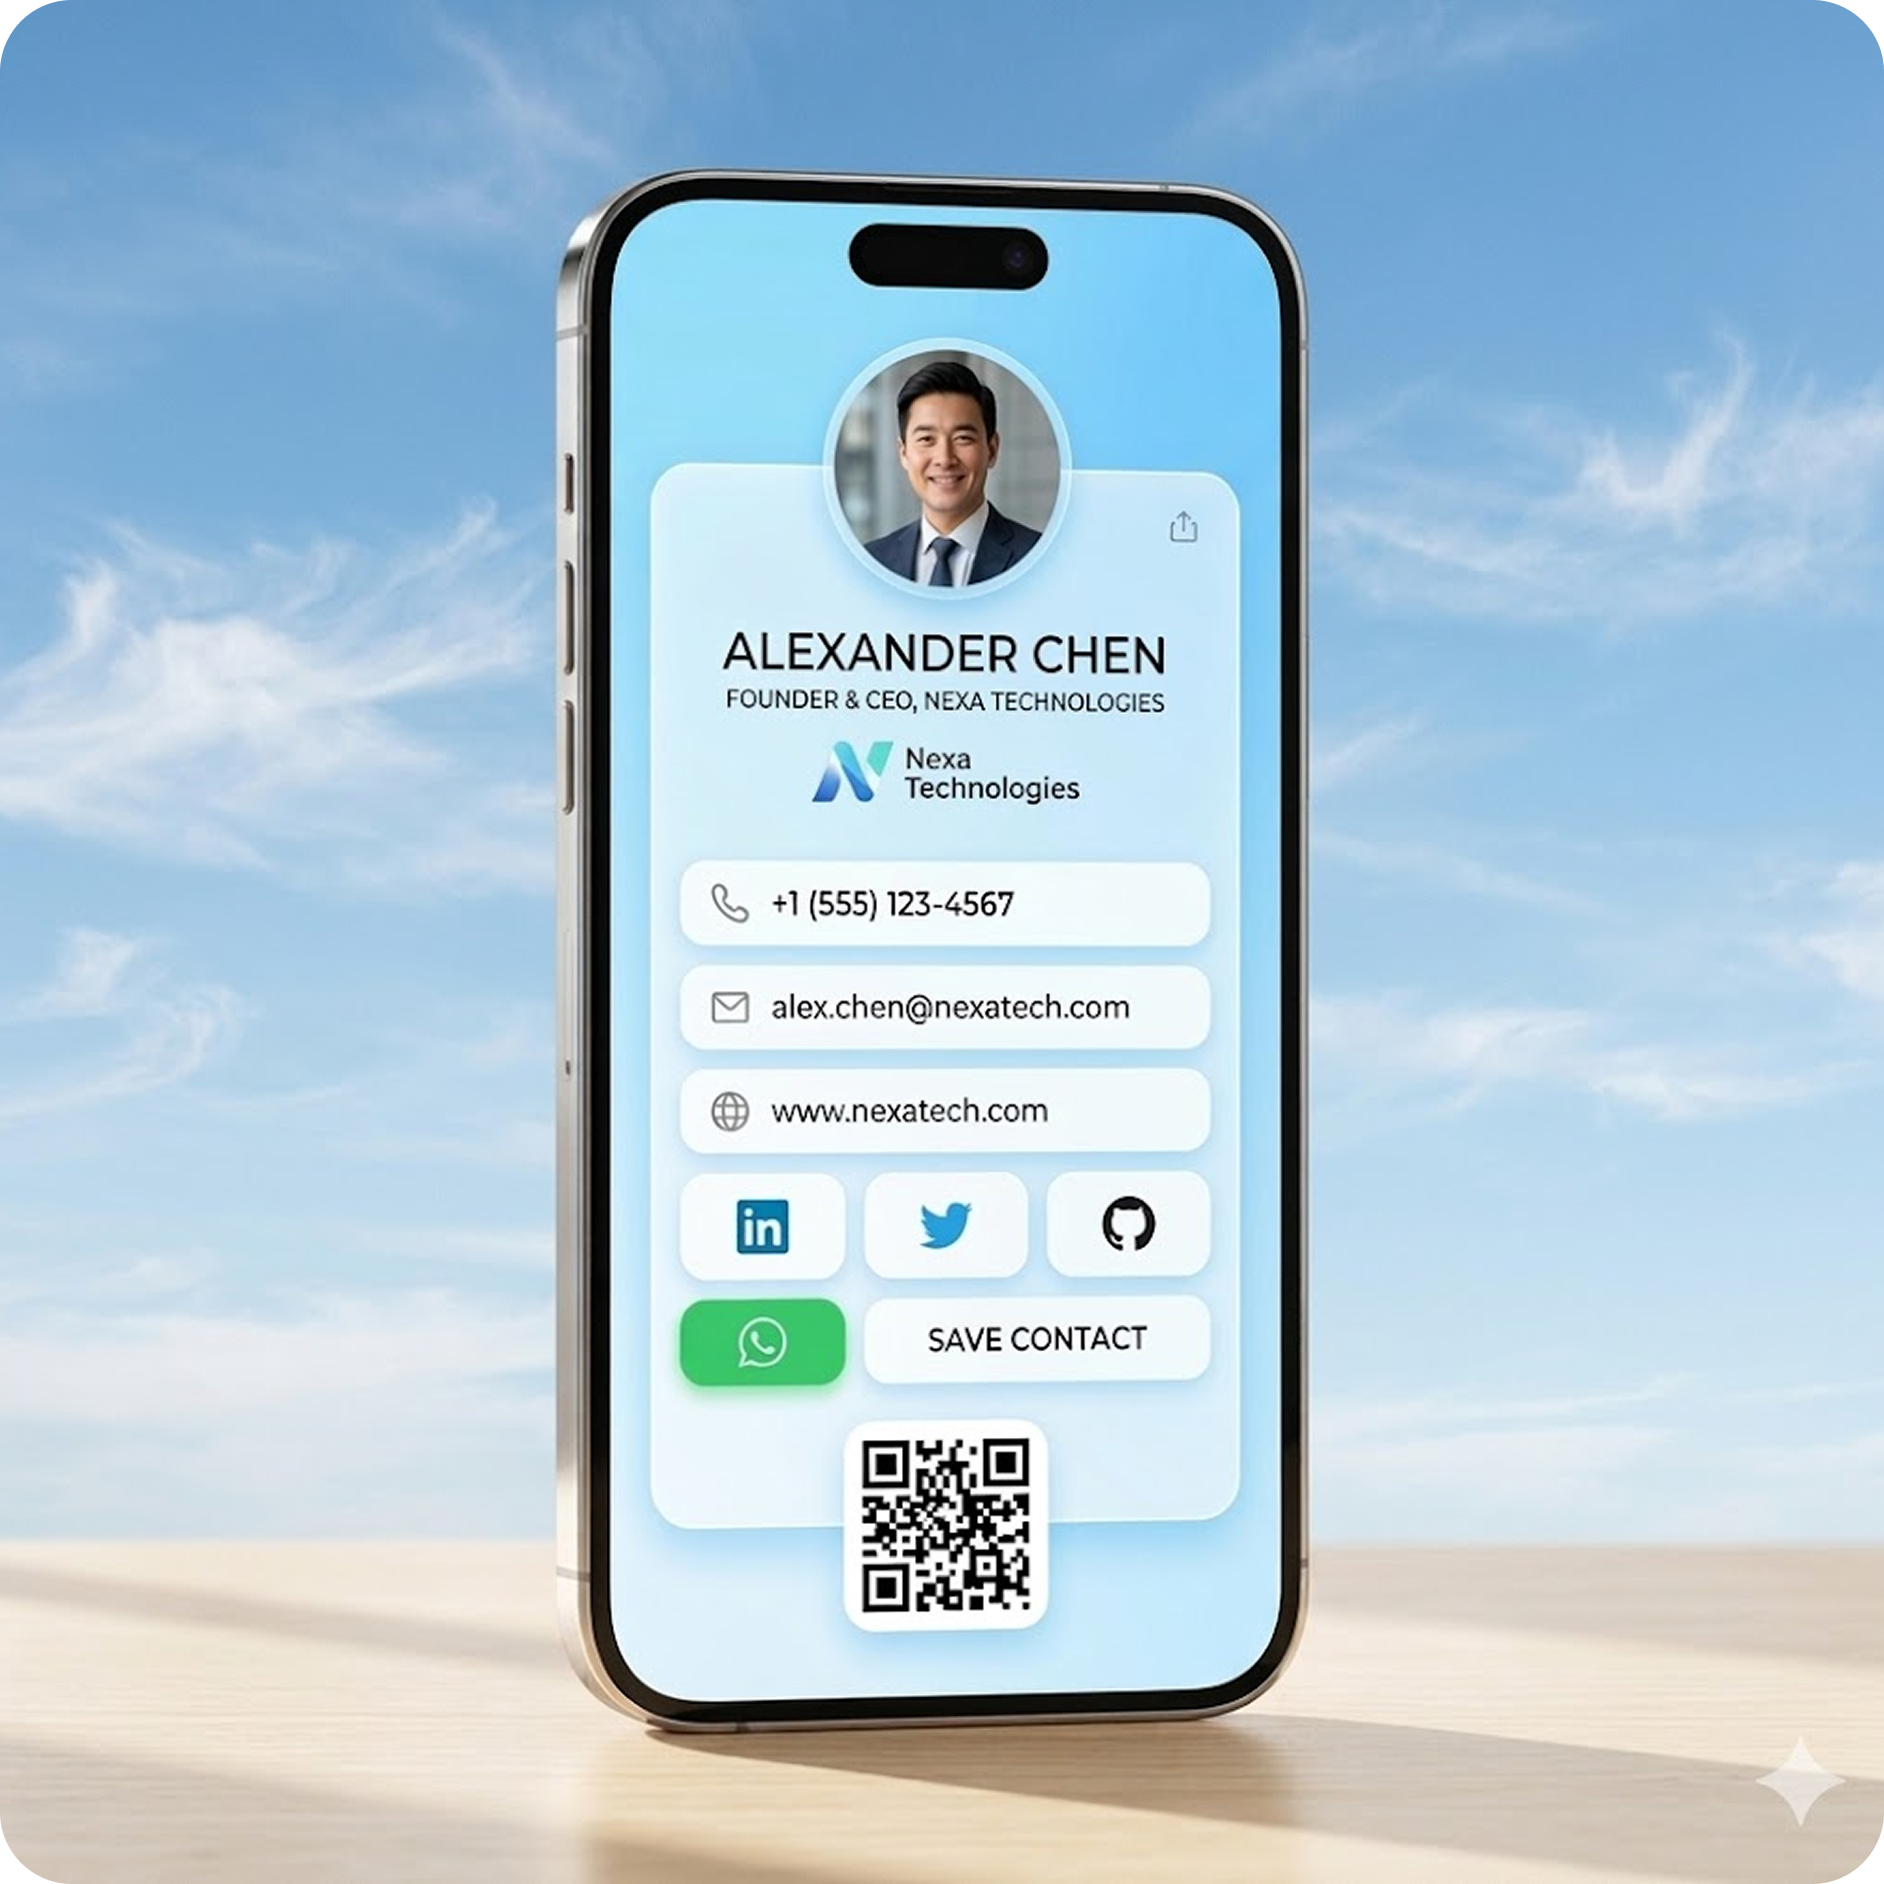 ALEXANDER CHEN
FOUNDER & CEO, NEXA TECHNOLOGIES
Nexa
Technologies
+1 (555) 123-4567
alex.chen@nexatech.com
www.nexatech.com
in
SAVE CONTACT